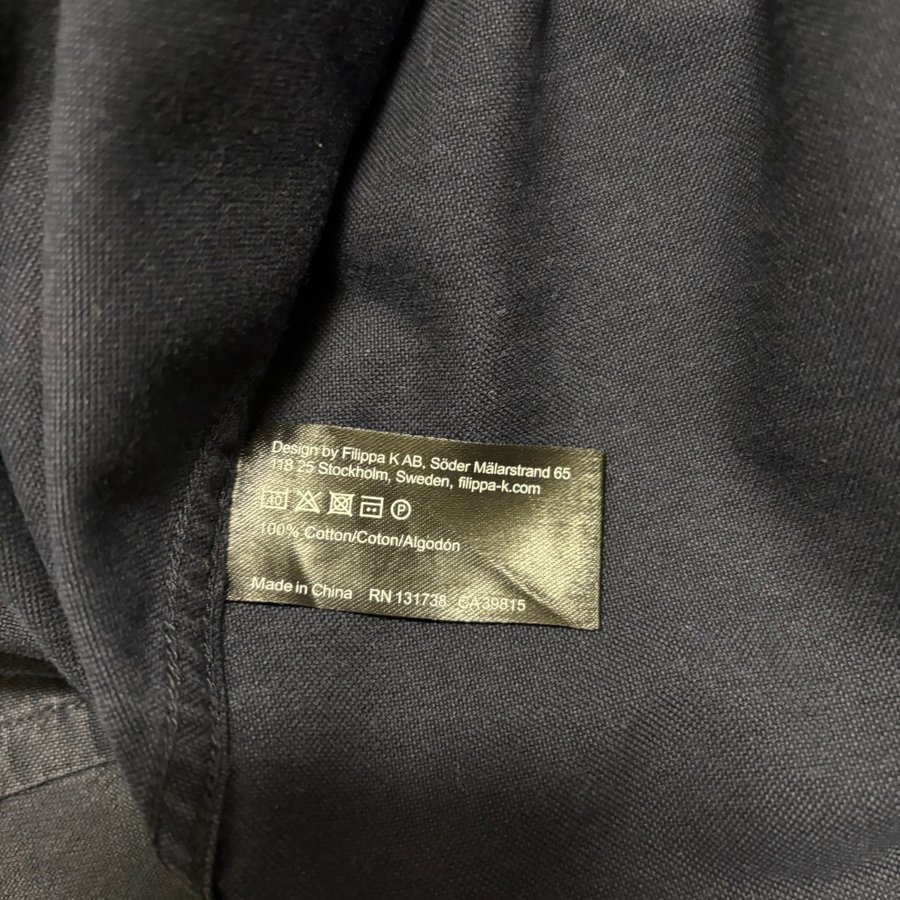 Design by Filippa K AB, Söder Mälarstrand 65
118 25 Stockholm, Sweden, filippa-k.com
40 P
100% Cotton/Coton/Algodón
Made in China RN 131738 CA 39815